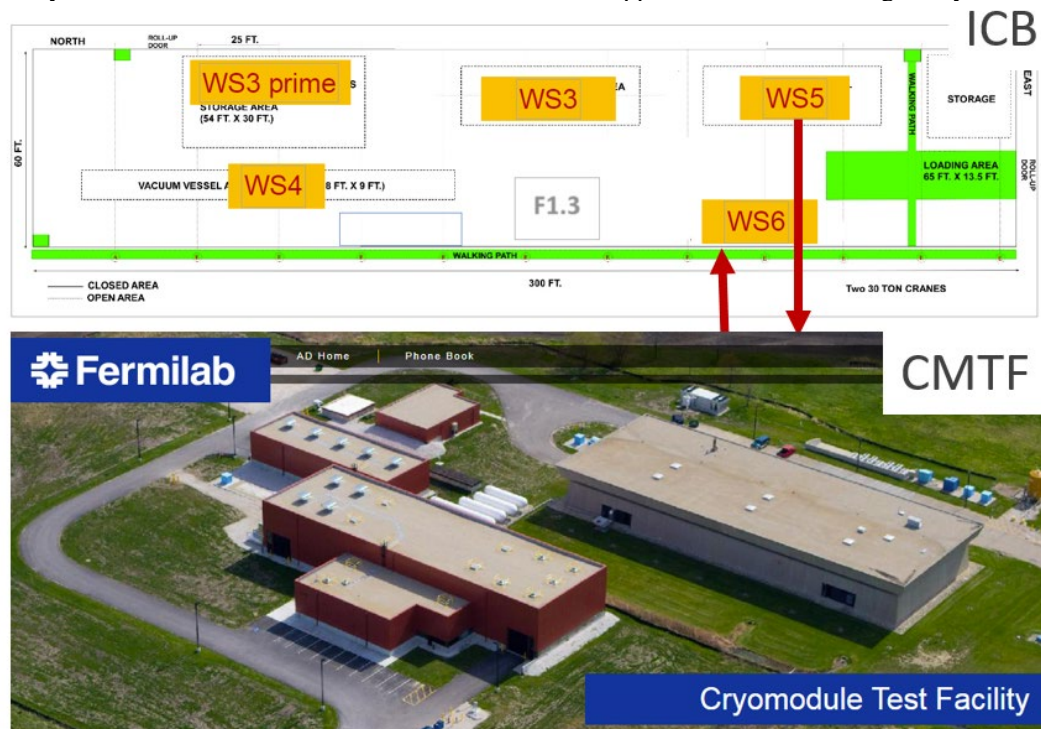 ICB
NORTH
ROLL-UP
DOOR
25 FT.
WS3 prime
S
STORAGE AREA
(54 FT. X 30 FT.)
WS3
EA
WS5
WALKING PATH
STORAGE
EAST
60 FT.
VACUUM VESSEL A
WS4
8 FT. X 9 FT.)
F1.3
WS6
LOADING AREA
65 FT. X 13.5 FT.
ROLL-UP
DOOR
WALKING PATH
CLOSED AREA
OPEN AREA
300 FT.
Two 30 TON CRANES
Fermilab
AD Home
Phone Book
CMTF
Cryomodule Test Facility